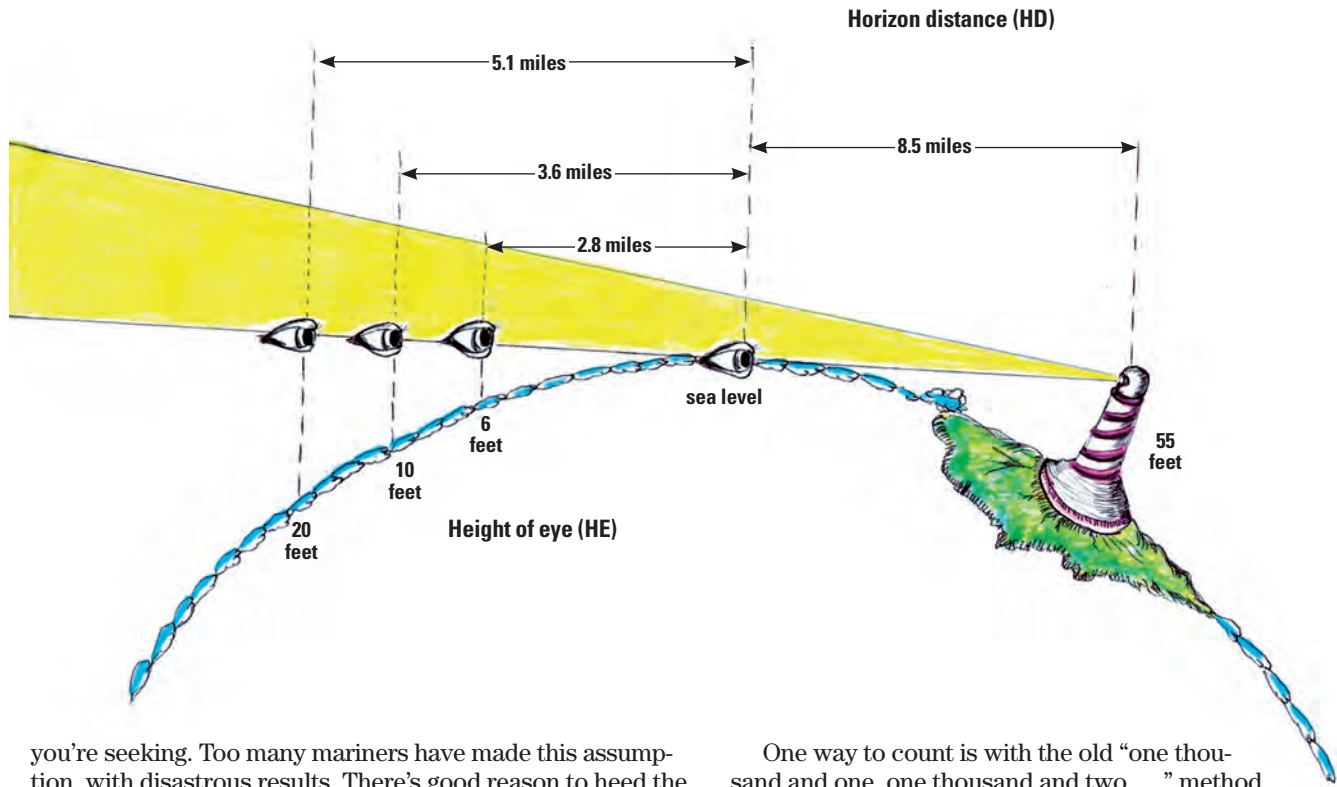 Horizon distance (HD)
5.1 miles
8.5 miles
3.6 miles
2.8 miles
sea level
6
feet
10
feet
20
feet
55
feet
Height of eye (HE)
you're seeking. Too many mariners have made this assump-
tion, with disastrous results. There's good reason to heed the
One way to count is with the old “one thou-
sand and one, one thousand and two . . .” method